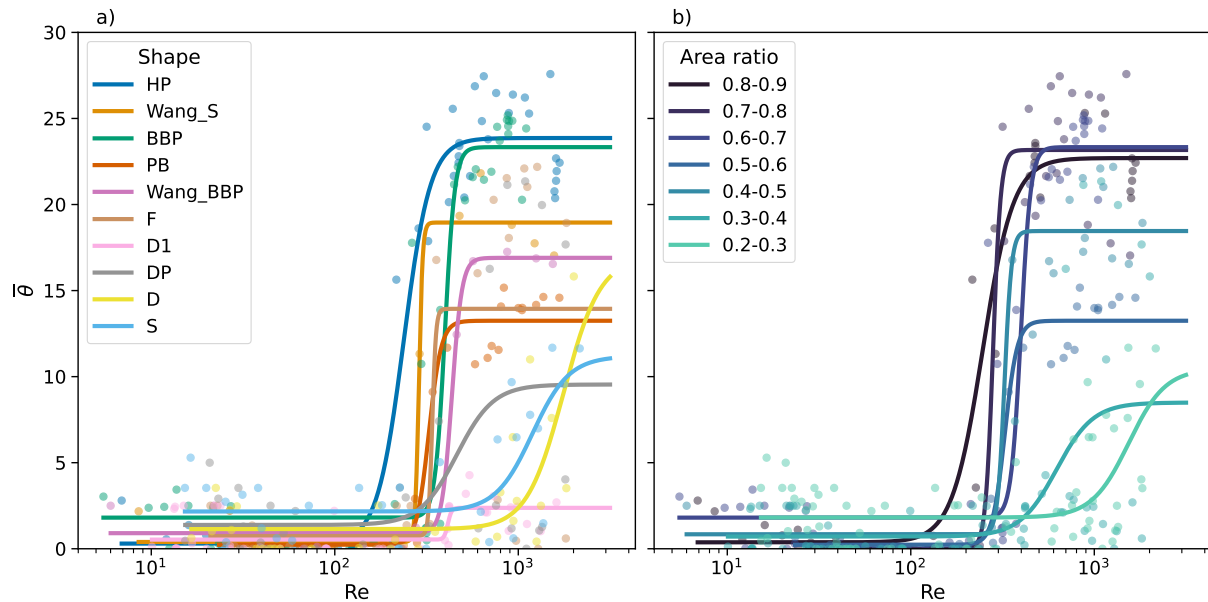 a)
30
25
20
15
10
5
0
θ
Shape
HP
Wang_S
BBP
PB
Wang_BBP
F
D1
DP
D
S
10¹
10²
10³
Re
b)
Area ratio
0.8-0.9
0.7-0.8
0.6-0.7
0.5-0.6
0.4-0.5
0.3-0.4
0.2-0.3
10¹
10²
10³
Re